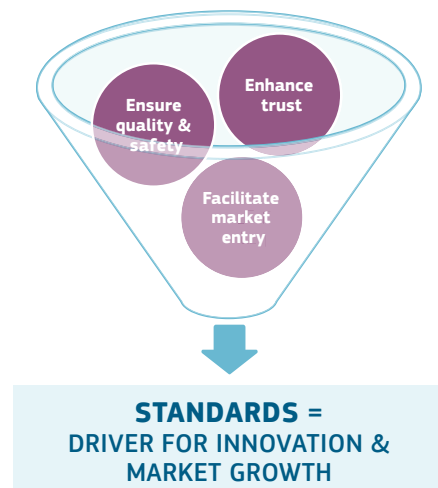 Enhance
trust
Ensure
quality &
safety
Facilitate
market
entry
STANDARDS =
DRIVER FOR INNOVATION &
MARKET GROWTH